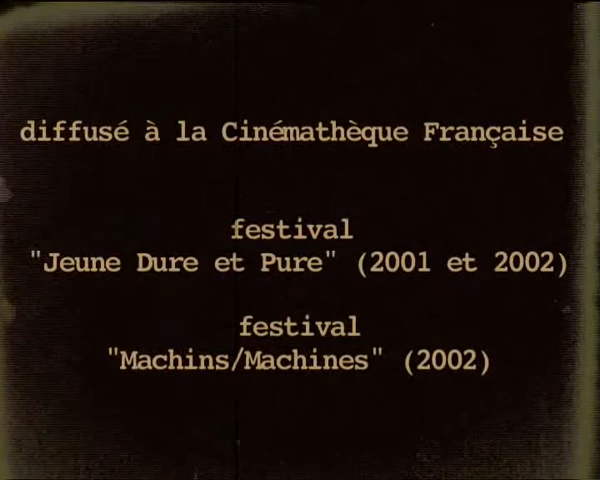 diffusé à la Cinémathèque Française
festival
"Jeune Dure et Pure" (2001 et 2002)
festival
"Machins/Machines" (2002)